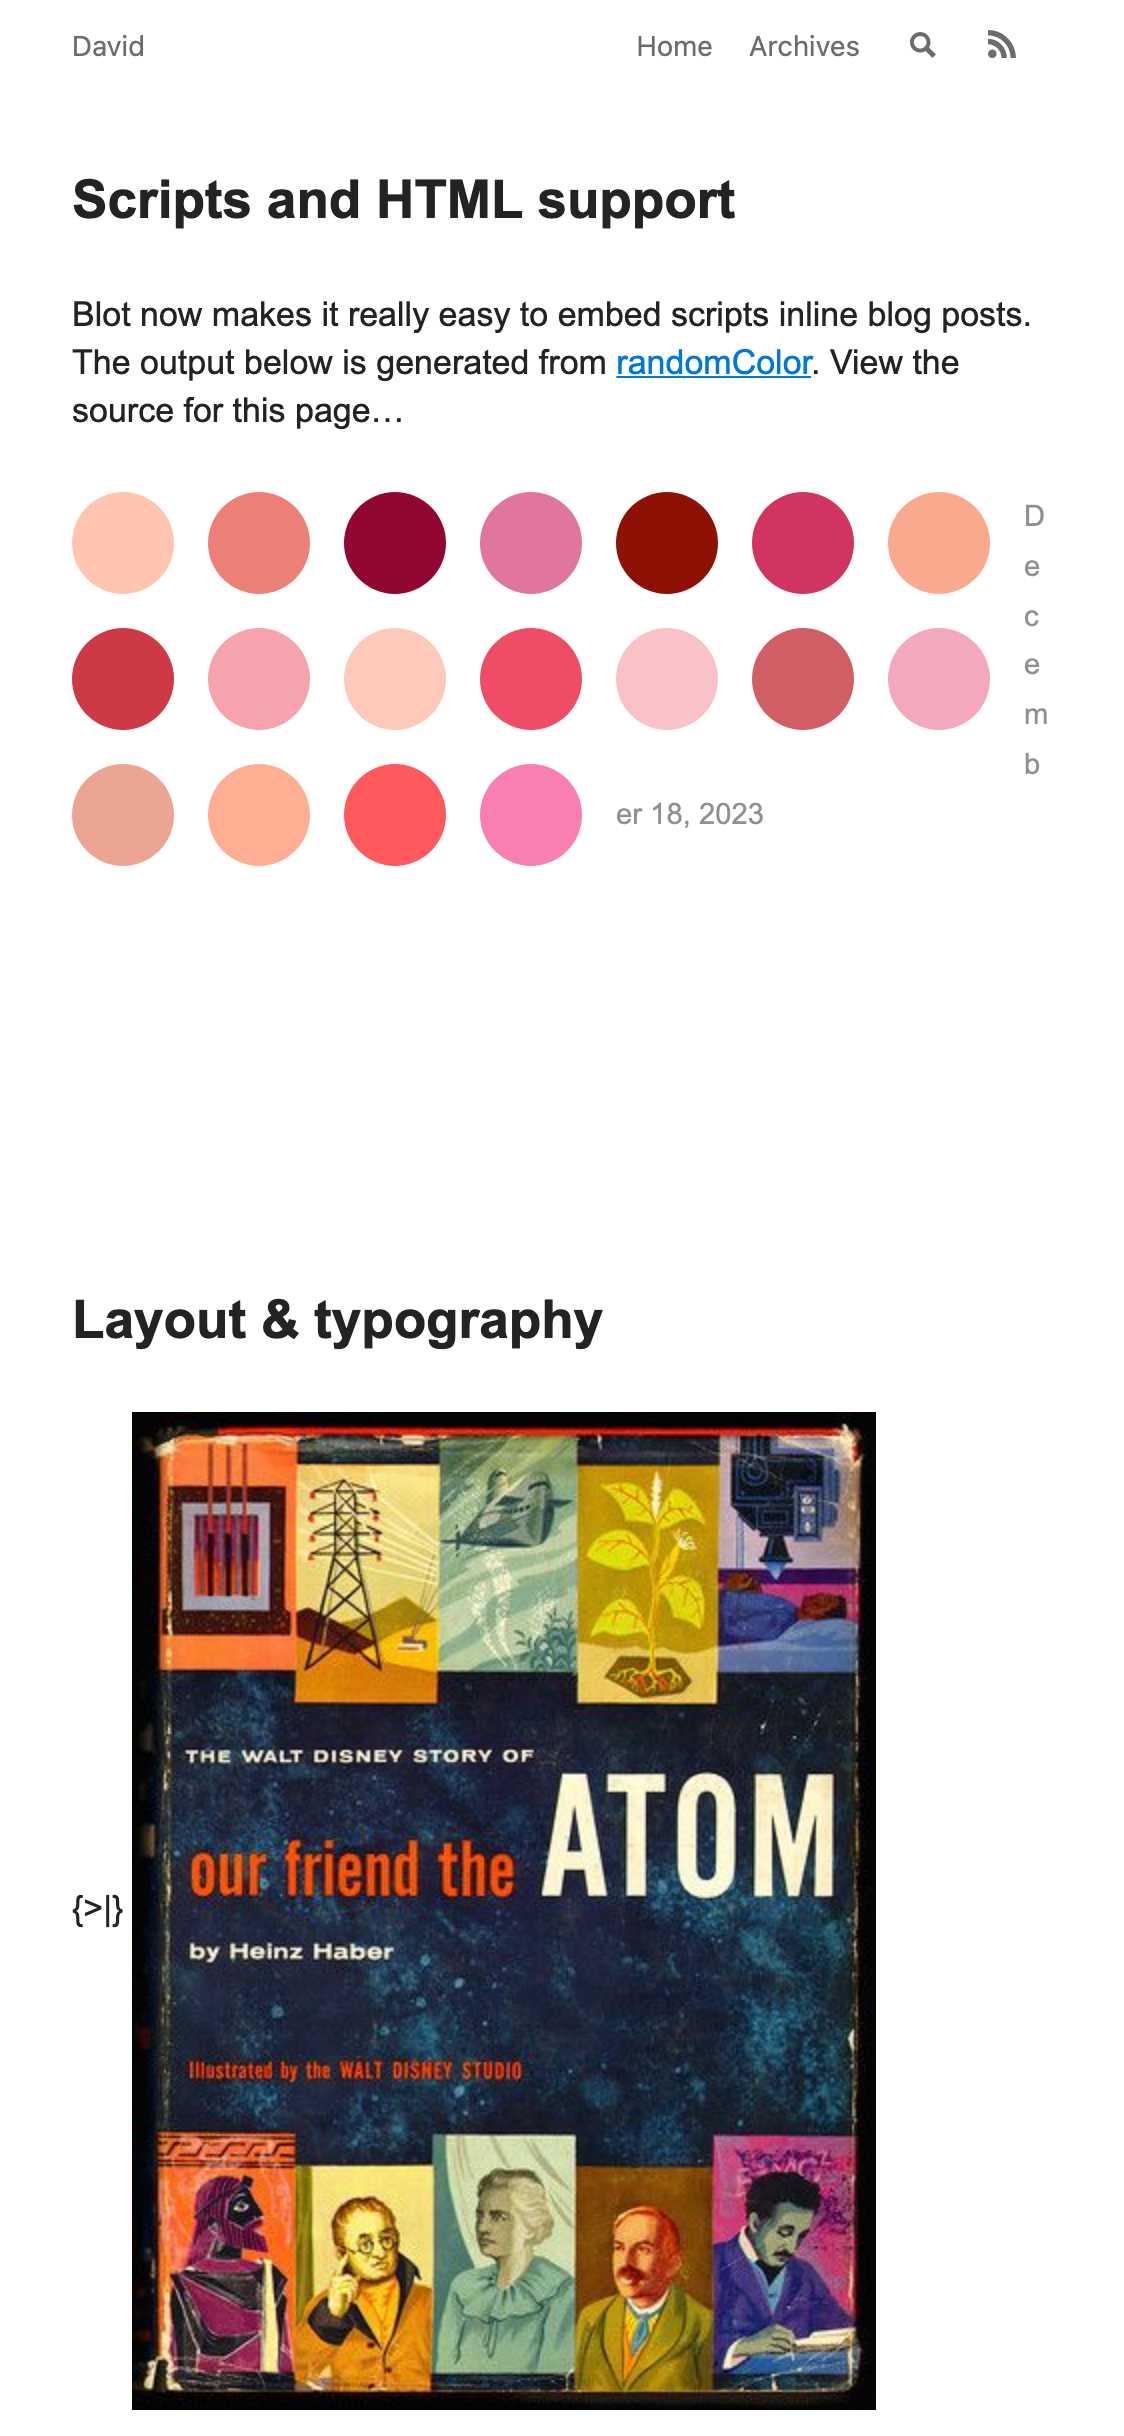 David Home Archives
Scripts and HTML support
Blot now makes it really easy to embed scripts inline blog posts.
The output below is generated from randomColor. View the
source for this page…
D
e
c
e
m
b
er 18, 2023
Layout & typography
THE WALT DISNEY STORY OF
ATOM
our friend the
{>|}
by Heinz Haber
Illustrated by the WALT DISNEY STUDIO